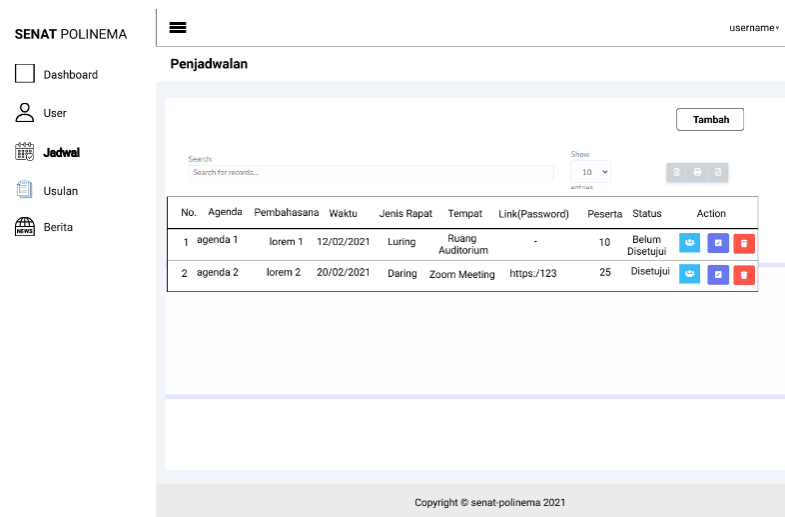 SENAT POLINEMA
username
Dashboard
User
Jadwal
Usulan
NEWS
Berita
Penjadwalan
Tambah
Search:
Search for records...
Show
10
entries
No. Agenda Pembahasana Waktu Jenis Rapat Tempat Link(Password) Peserta Status Action
1 agenda 1 lorem 1 12/02/2021 Luring Ruang Auditorium - 10 Belum Disetujui
2 agenda 2 lorem 2 20/02/2021 Daring Zoom Meeting https:/123 25 Disetujui
Copyright © senat-polinema 2021